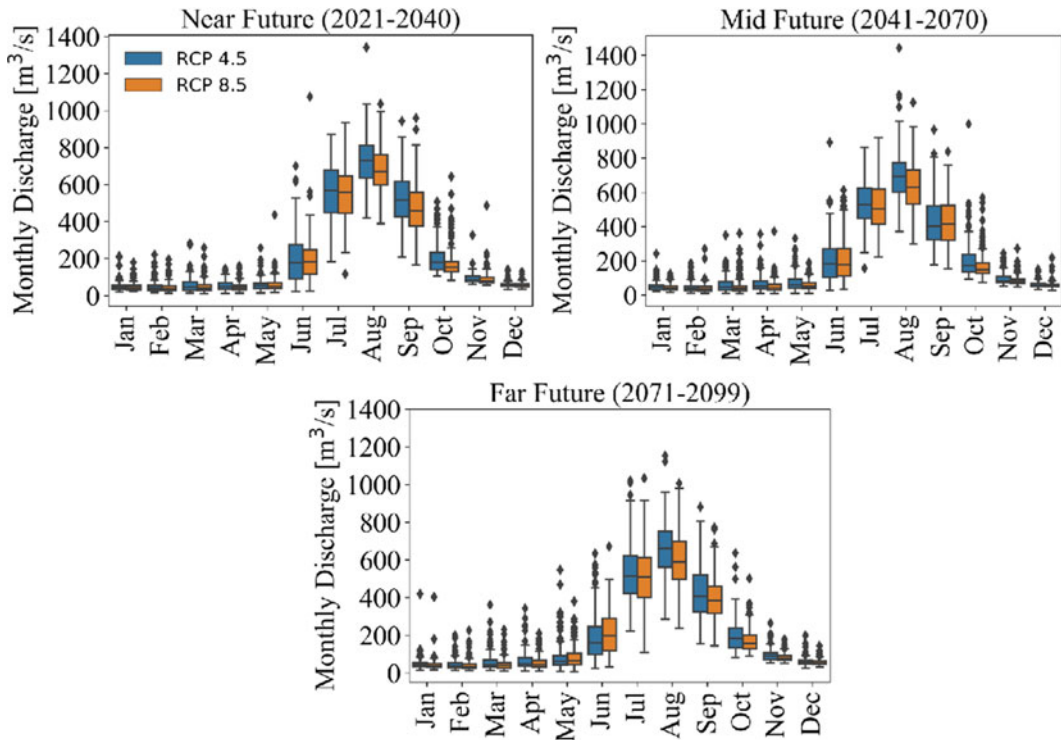 Near Future (2021-2040)
Monthly Discharge [m³/s]
1400
1200
1000
800
600
400
200
0
RCP 4.5
RCP 8.5
Jan Feb Mar Apr May Jun Jul Aug Sep Oct Nov Dec
Mid Future (2041-2070)
Monthly Discharge [m³/s]
1400
1200
1000
800
600
400
200
0
Jan Feb Mar Apr May Jun Jul Aug Sep Oct Nov Dec
Far Future (2071-2099)
Monthly Discharge [m³/s]
1400
1200
1000
800
600
400
200
0
Jan Feb Mar Apr May Jun Jul Aug Sep Oct Nov Dec